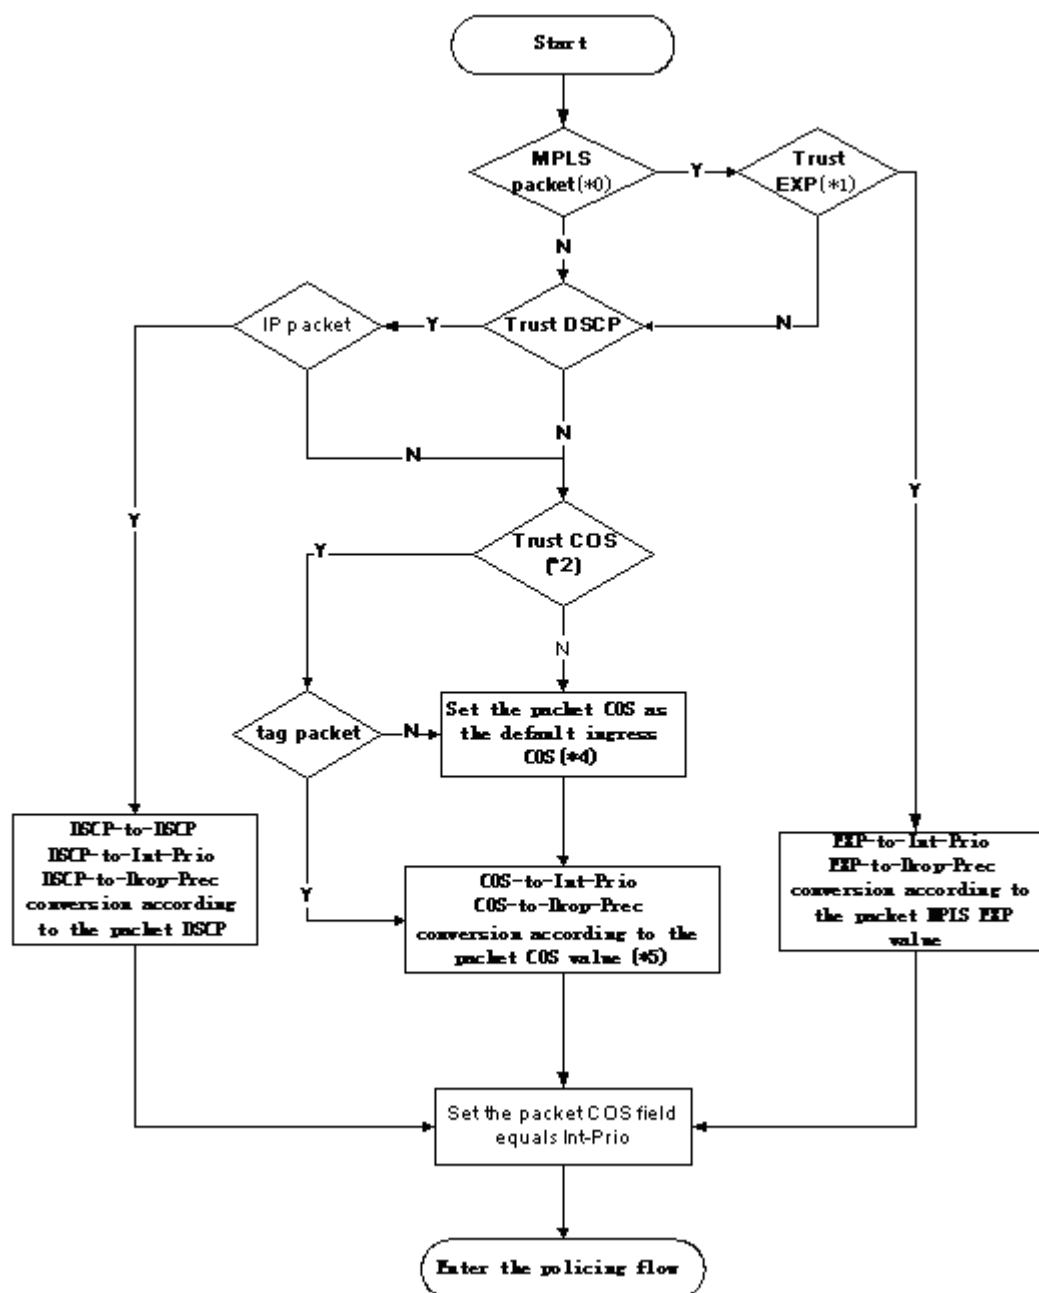 Start
MPLS
packet(*0)
Y
Trust
EXP(*1)
N
IP packet
Y
Trust DSCP
N
N
N
Y
Y
Trust COS
(*2)
Y
N
tag packet
N
Set the packet COS as
the default ingress
COS(*4)
DSCP-to-DSCP
DSCP-to-Int-Prio
DSCP-to-Drop-Prec
conversion according
to the packet DSCP
Y
COS-to-Int-Prio
COS-to-Drop-Prec
conversion according to the
packet COS value (*5)
EXP-to-Int-Prio
EXP-to-Drop-Prec
conversion according to
the packet MPLS EXP
value
Set the packet COS field
equals Int-Prio
Enter the policing flow